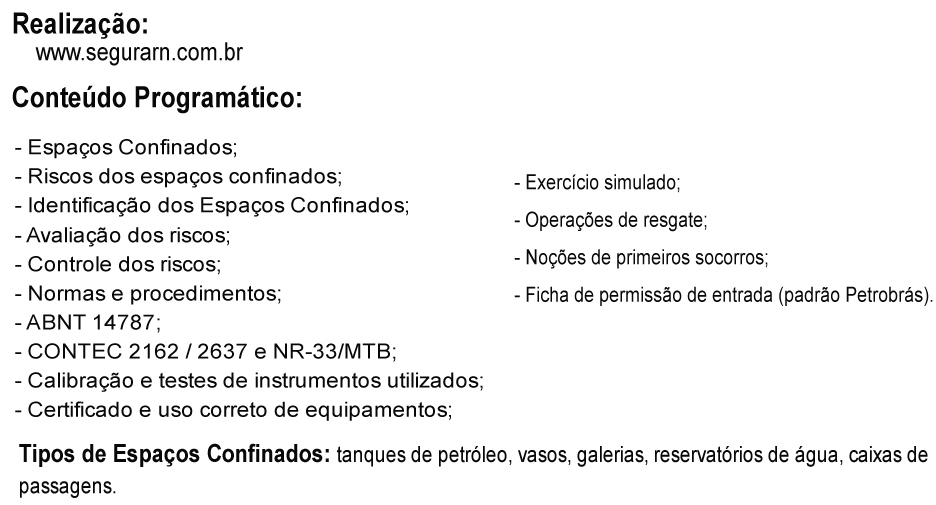 Realização:
www.segurarn.com.br
Conteúdo Programático:
- Espaços Confinados;
- Riscos dos espaços confinados;
- Identificação dos Espaços Confinados;
- Avaliação dos riscos;
- Controle dos riscos;
- Normas e procedimentos;
- ABNT 14787;
- CONTEC 2162 / 2637 e NR-33/MTB;
- Calibração e testes de instrumentos utilizados;
- Certificado e uso correto de equipamentos;
- Exercício simulado;
- Operações de resgate;
- Noções de primeiros socorros;
- Ficha de permissão de entrada (padrão Petrobrás).
Tipos de Espaços Confinados: tanques de petróleo, vasos, galerias, reservatórios de água, caixas de
passagens.